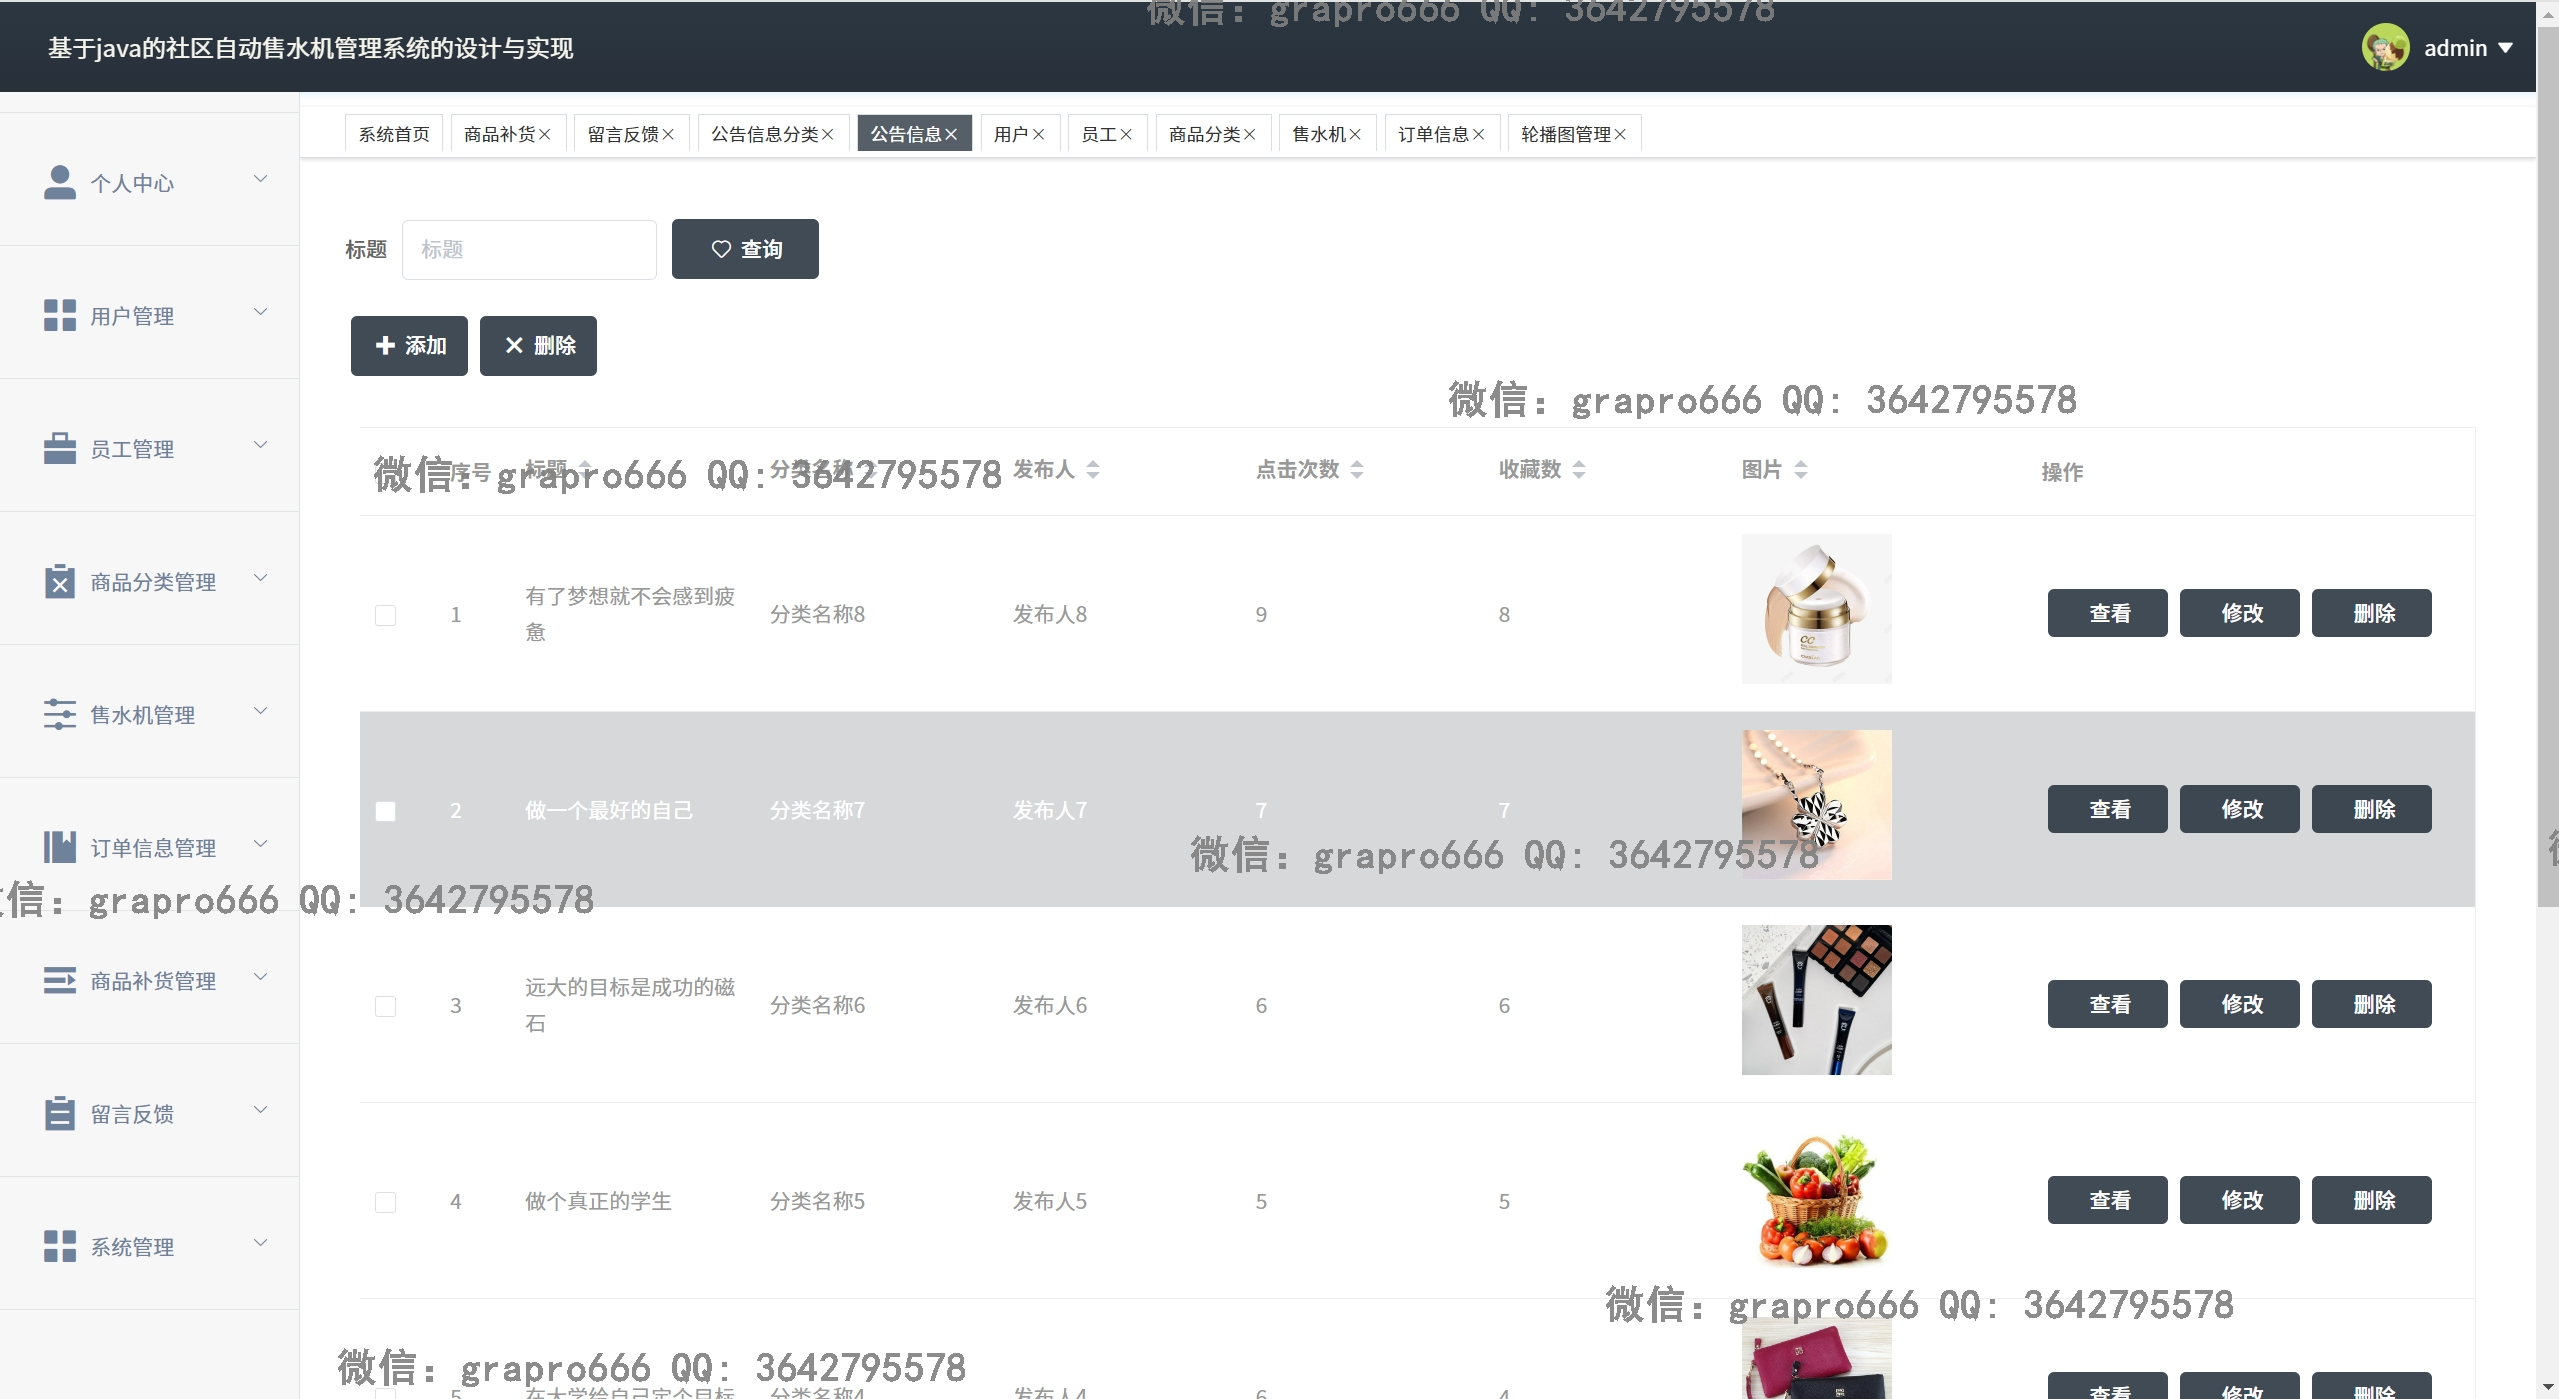 微信: grapro666 QQ: 3642795578
基于java的社区自动售水机管理系统的设计与实现
admin
系统首页
商品补货
留言反馈
公告信息分类
公告信息
用户
员工
商品分类
售水机
订单信息
轮播图管理
个人中心
用户管理
员工管理
商品分类管理
售水机管理
订单信息管理
商品补货管理
留言反馈
系统管理
标题
标题
查询
添加
删除
微信: grapro666 QQ: 3642795578
序号 标题 分类名称 发布人 点击次数 收藏数 图片 操作
微信: grapro666 QQ: 3642795578
1 有了梦想就不会感到疲惫 分类名称8 发布人8 9 8 查看 修改 删除
2 做一个最好的自己 分类名称7 发布人7 7 7 查看 修改 删除
微信: grapro666 QQ: 3642795578
信: grapro666 QQ: 3642795578
3 远大的目标是成功的磁石 分类名称6 发布人6 6 6 查看 修改 删除
4 做个真正的学生 分类名称5 发布人5 5 5 查看 修改 删除
微信: grapro666 QQ: 3642795578
微信: grapro666 QQ: 3642795578
5 在大学给自己定个目标 分类名称4 发布人4 6 4 查看 修改 删除